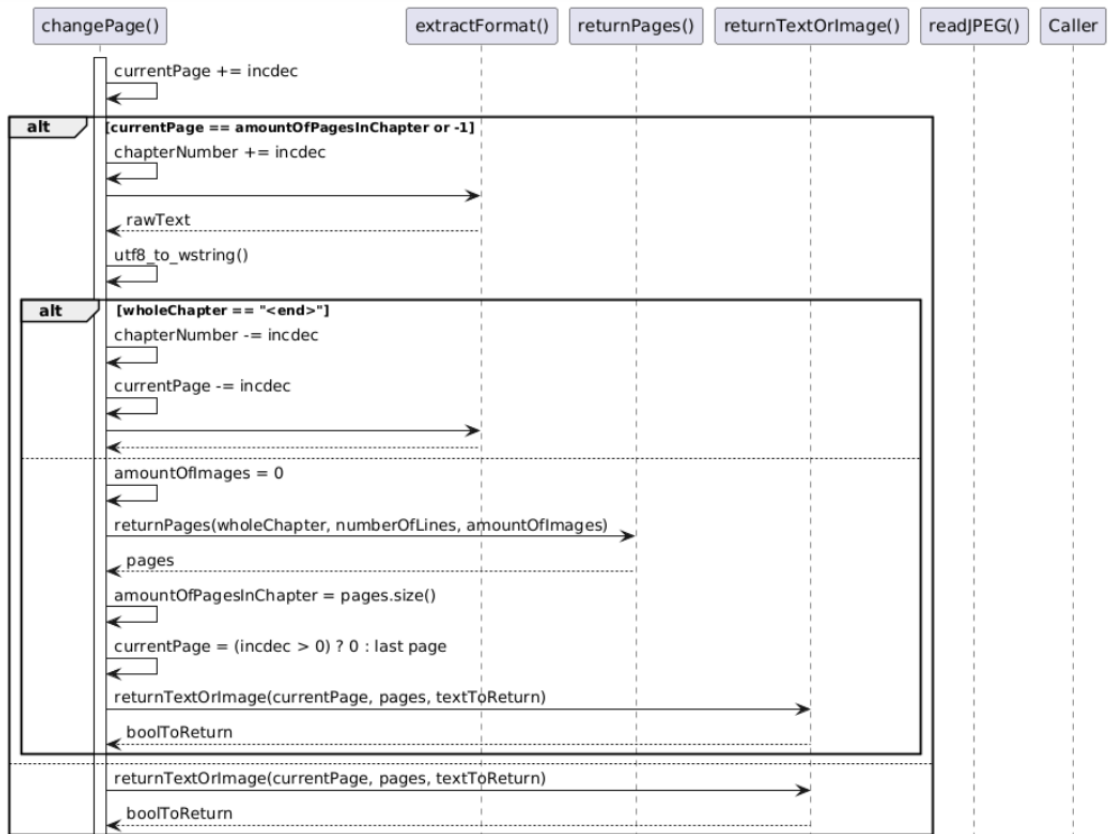 changePage() extractFormat() returnPages() returnTextOrImage() readJPEG() Caller
currentPage += incdec
alt [currentPage == amountOfPagesInChapter or -1]
chapterNumber += incdec
rawText
utf8_to_wstring()
alt [wholeChapter == "<end>"]
chapterNumber -= incdec
currentPage -= incdec
amountOfImages = 0
returnPages(wholeChapter, numberOfLines, amountOfImages)
pages
amountOfPagesInChapter = pages.size()
currentPage = (incdec > 0) ? 0 : last page
returnTextOrImage(currentPage, pages, textToReturn)
boolToReturn
returnTextOrImage(currentPage, pages, textToReturn)
boolToReturn